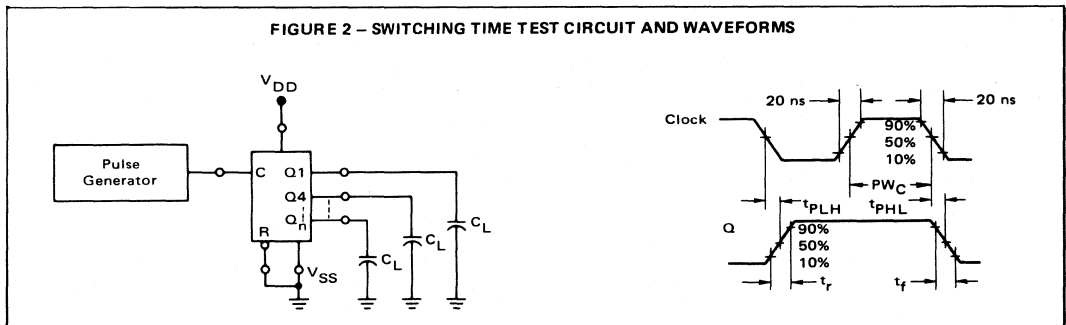 FIGURE 2 – SWITCHING TIME TEST CIRCUIT AND WAVEFORMS
VDD
Pulse
Generator
C
Q1
Q4
Qn
R
VSS
CL
CL
CL
20 ns
20 ns
Clock
90%
50%
10%
PWC
tPLH
tPHL
Q
90%
50%
10%
tr
tf